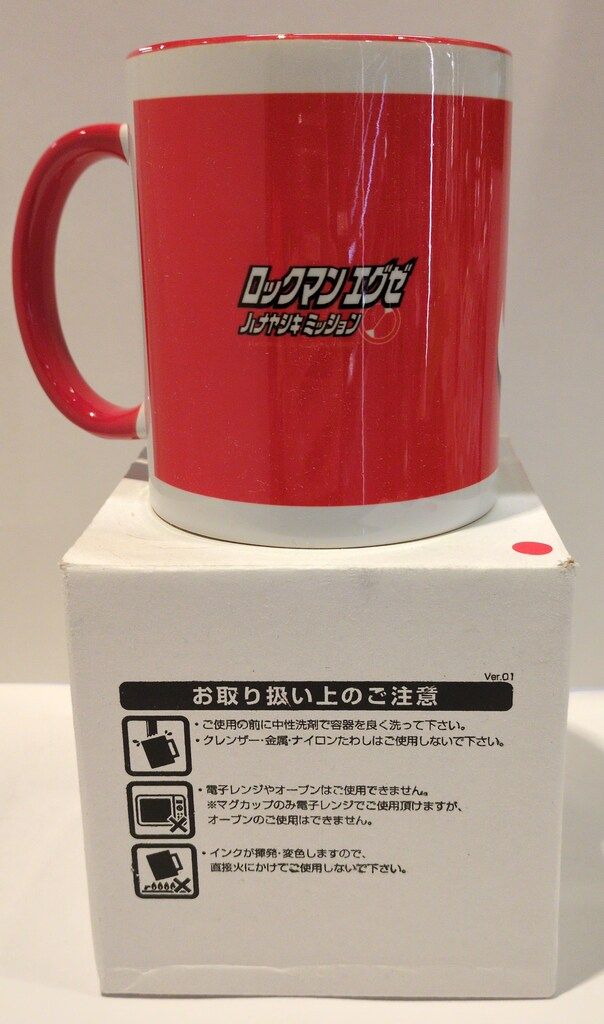 ロックマン エグゼ
ハナヤシキ ミッション
Ver.01
お取り扱い上のご注意
・ご使用の前に中性洗剤で容器を良く洗って下さい。
・クレンザー・金属・ナイロンたわしはご使用しないで下さい。
・電子レンジやオーブンはご使用できません。
※マグカップのみ電子レンジでご使用頂けますが、
オーブンのご使用はできません。
・インクが揮発・変色しますので、
直接火にかけてご使用しないで下さい。